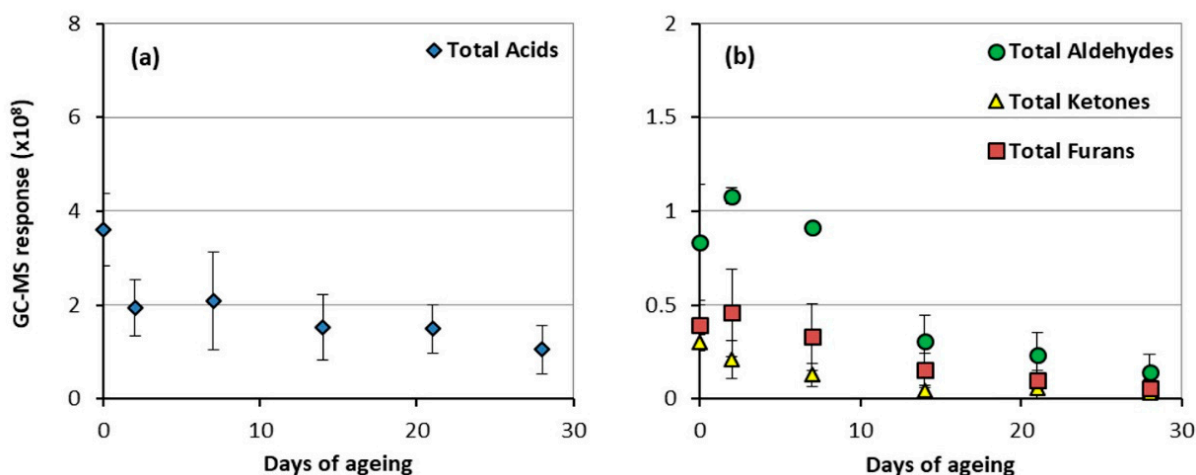 GC-MS response (x10⁸)
8
6
4
2
0
(a)
Total Acids
0 10 20 30
Days of ageing
2
1.5
1
0.5
0
(b)
Total Aldehydes
Total Ketones
Total Furans
0 10 20 30
Days of ageing